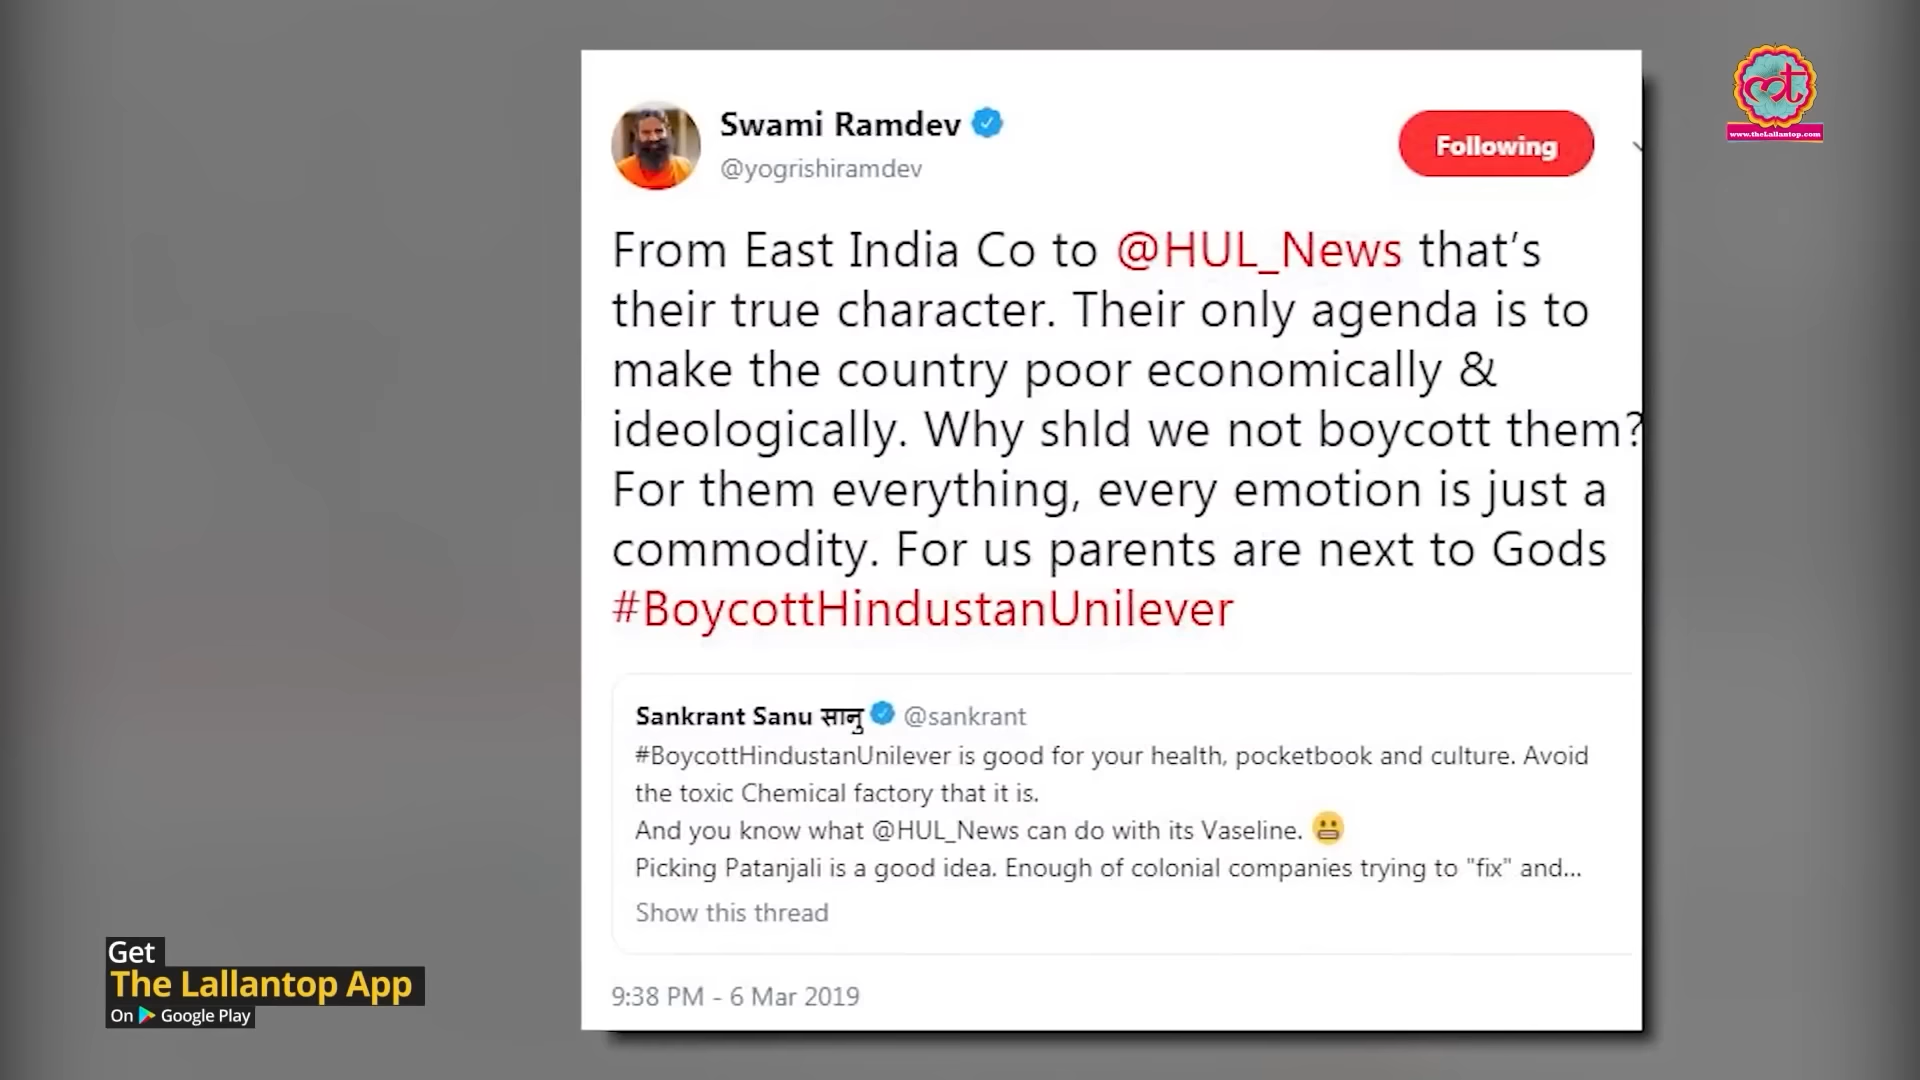 Swami Ramdev
@yogrishiramdev
Following
www.theLallantop.com
From East India Co to @HUL_News that’s
their true character. Their only agenda is to
make the country poor economically &
ideologically. Why shld we not boycott them?
For them everything, every emotion is just a
commodity. For us parents are next to Gods
#BoycottHindustanUnilever
Sankrant Sanu सानु @sankrant
#BoycottHindustanUnilever is good for your health, pocketbook and culture. Avoid
the toxic Chemical factory that it is.
And you know what @HUL_News can do with its Vaseline. 😬
Picking Patanjali is a good idea. Enough of colonial companies trying to "fix" and...
Show this thread
9:38 PM - 6 Mar 2019
Get
The Lallantop App
On Google Play